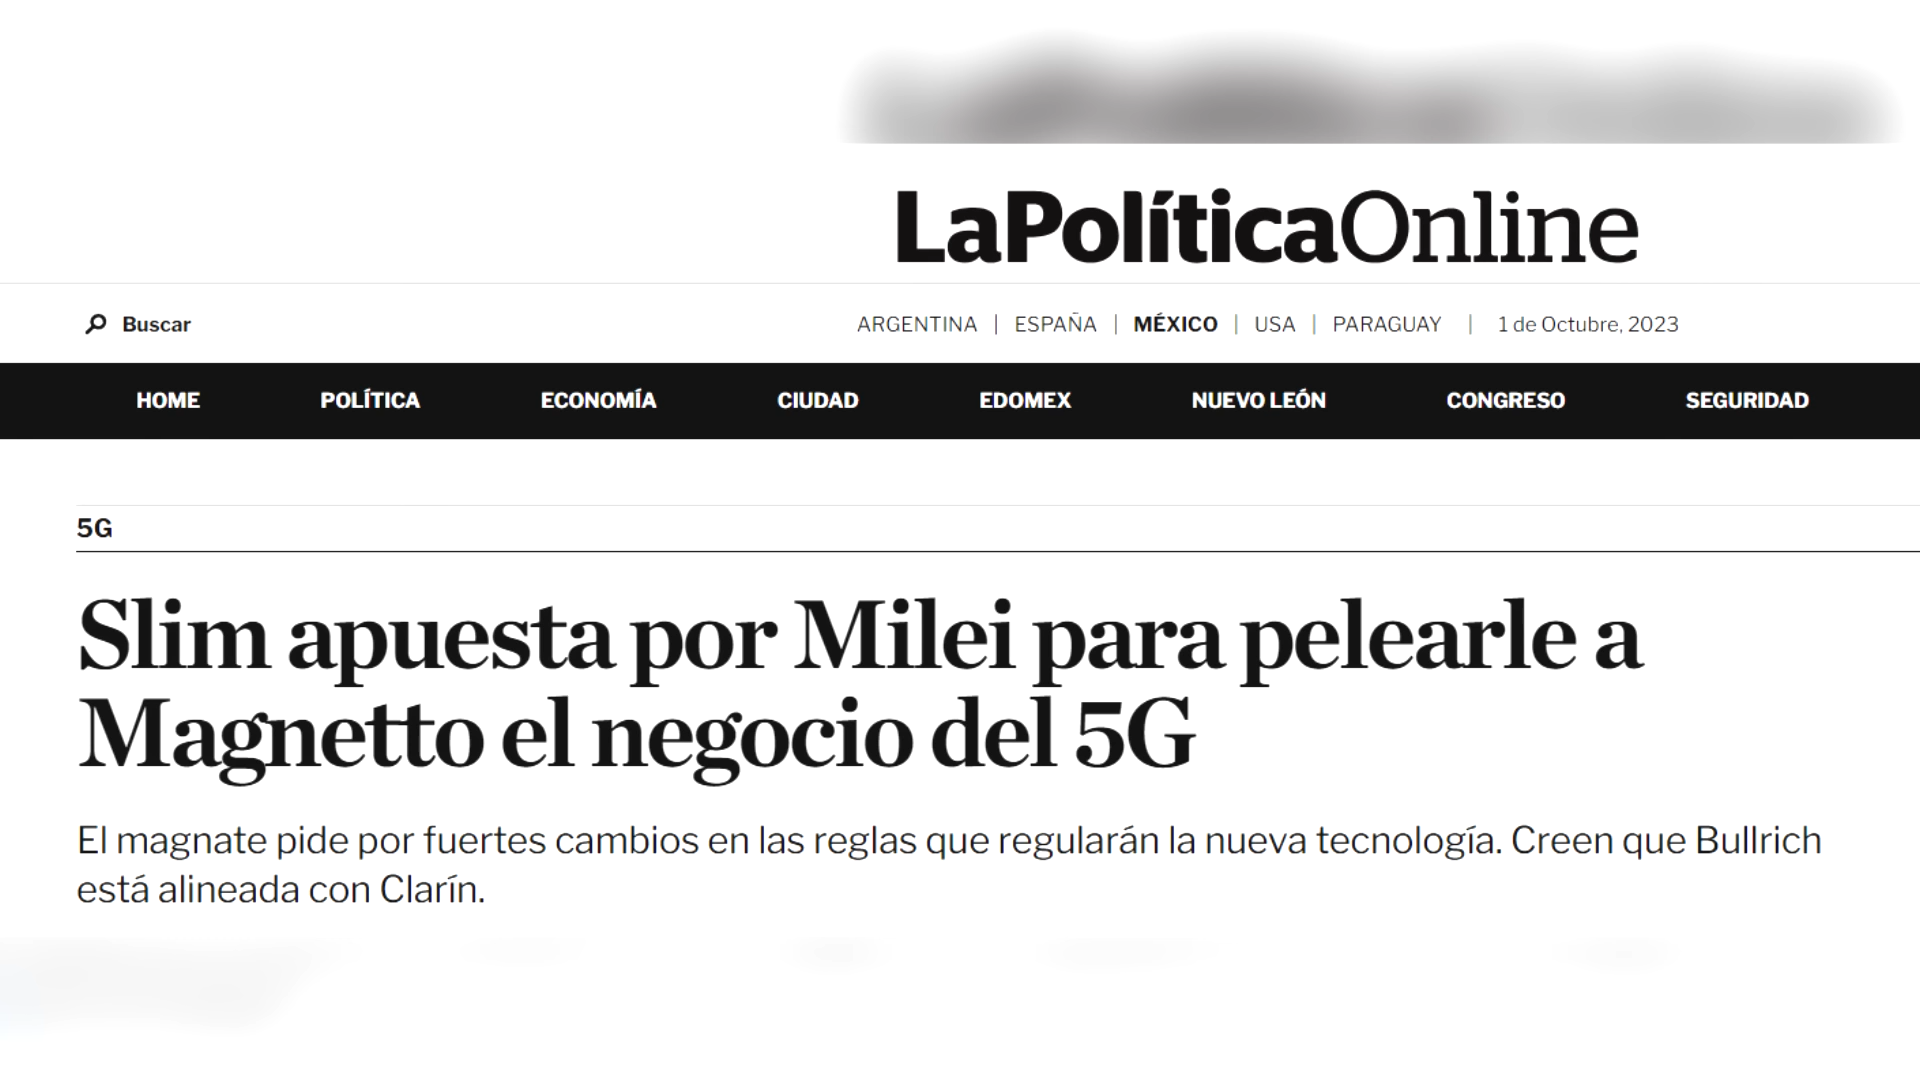 LaPolíticaOnline
Buscar
ARGENTINA | ESPAÑA | MÉXICO | USA | PARAGUAY | 1 de Octubre, 2023
HOME POLÍTICA ECONOMÍA CIUDAD EDOMEX NUEVO LEÓN CONGRESO SEGURIDAD
5G
Slim apuesta por Milei para pelearle a
Magnetto el negocio del 5G
El magnate pide por fuertes cambios en las reglas que regularán la nueva tecnología. Creen que Bullrich
está alineada con Clarín.